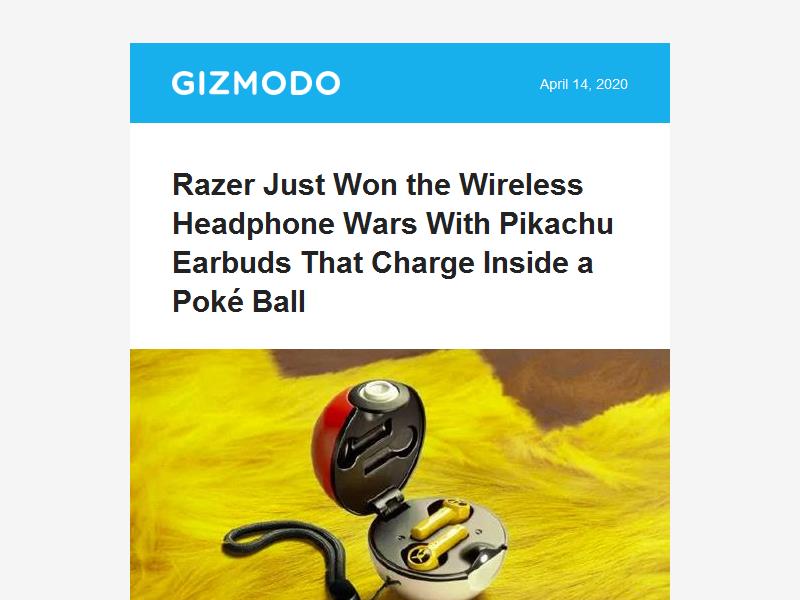 GIZMODO
April 14, 2020
Razer Just Won the Wireless
Headphone Wars With Pikachu
Earbuds That Charge Inside a
Poké Ball